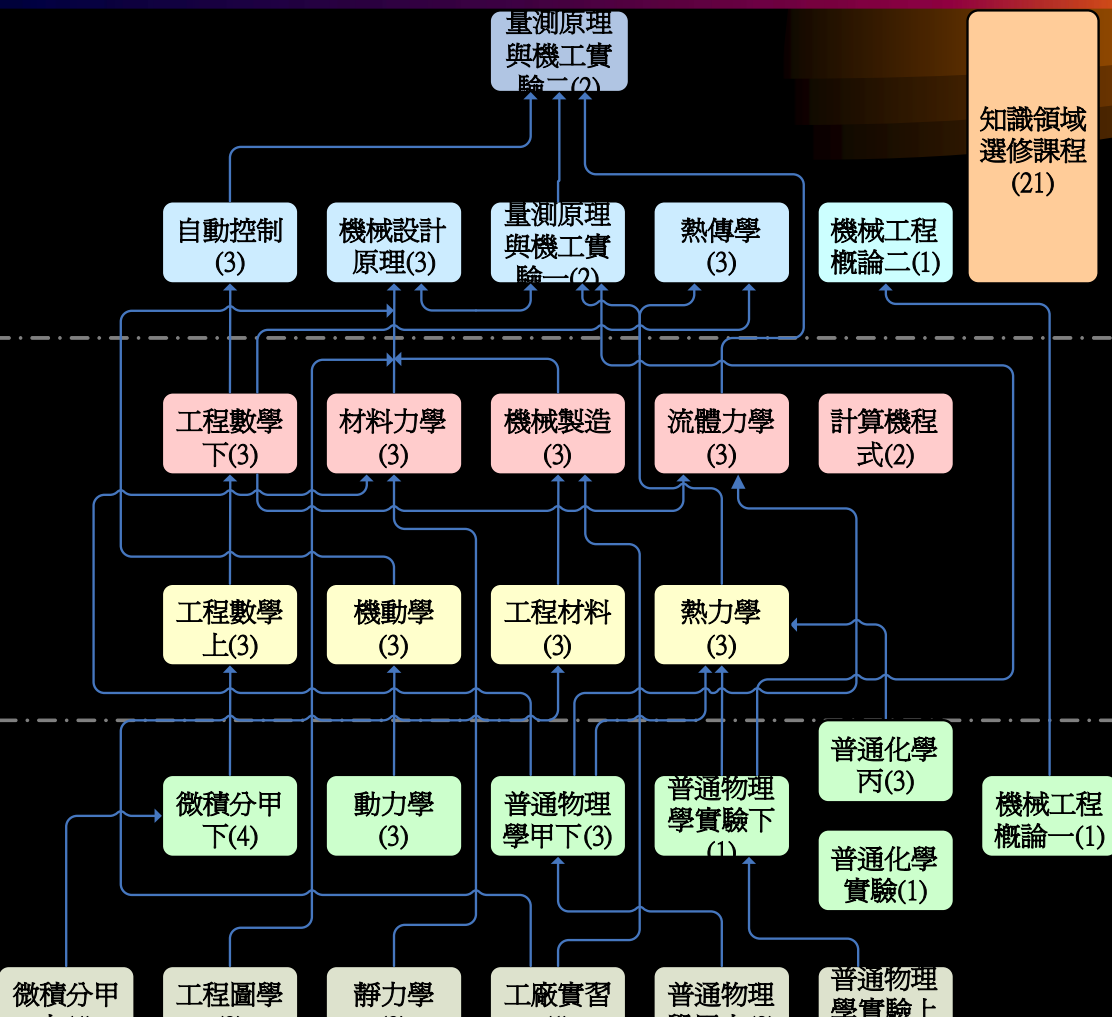 量測原理
與機工實
驗二(2)
知識領域
選修課程
(21)
自動控制
(3)
機械設計
原理(3)
量測原理
與機工實
驗一(2)
熱傳學
(3)
機械工程
概論二(1)
工程數學
下(3)
材料力學
(3)
機械製造
(3)
流體力學
(3)
計算機程
式(2)
工程數學
上(3)
機動學
(3)
工程材料
(3)
熱力學
(3)
普通化學
丙(3)
微積分甲
下(4)
動力學
(3)
普通物理
學甲下(3)
普通物理
學實驗下
(1)
機械工程
概論一(1)
普通化學
實驗(1)
微積分甲
工程圖學
靜力學
工廠實習
普通物理
普通物理
學實驗上